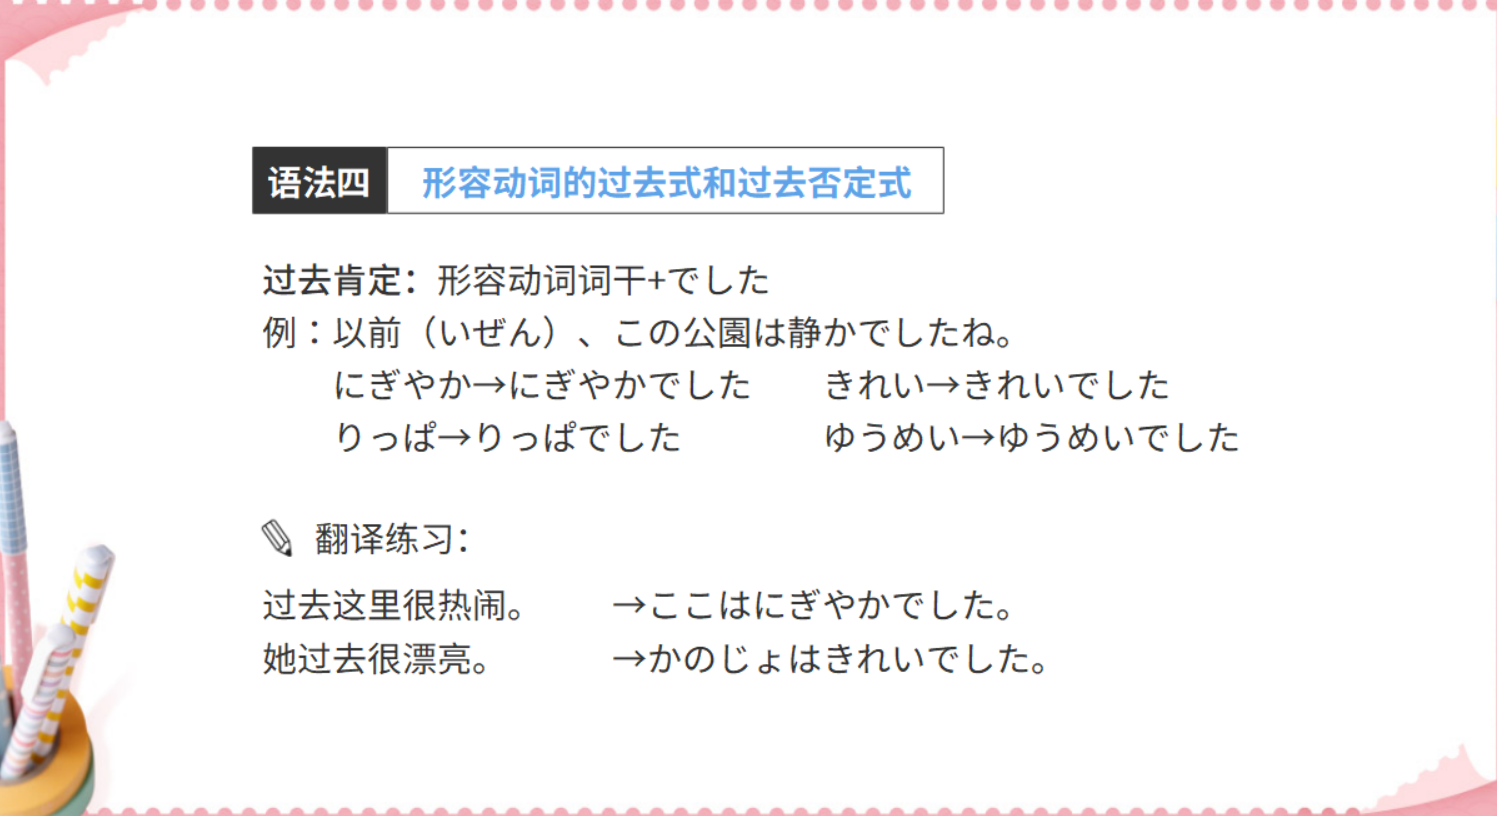 语法四 形容动词的过去式和过去否定式
过去肯定：形容动词词干+でした
例：以前（いぜん）、この公園は静かでしたね。
にぎやか→にぎやかでした きれい→きれいでした
りっぱ→りっぱでした ゆうめい→ゆうめいでした
翻译练习：
过去这里很热闹。 →ここはにぎやかでした。
她过去很漂亮。 →かのじょはきれいでした。